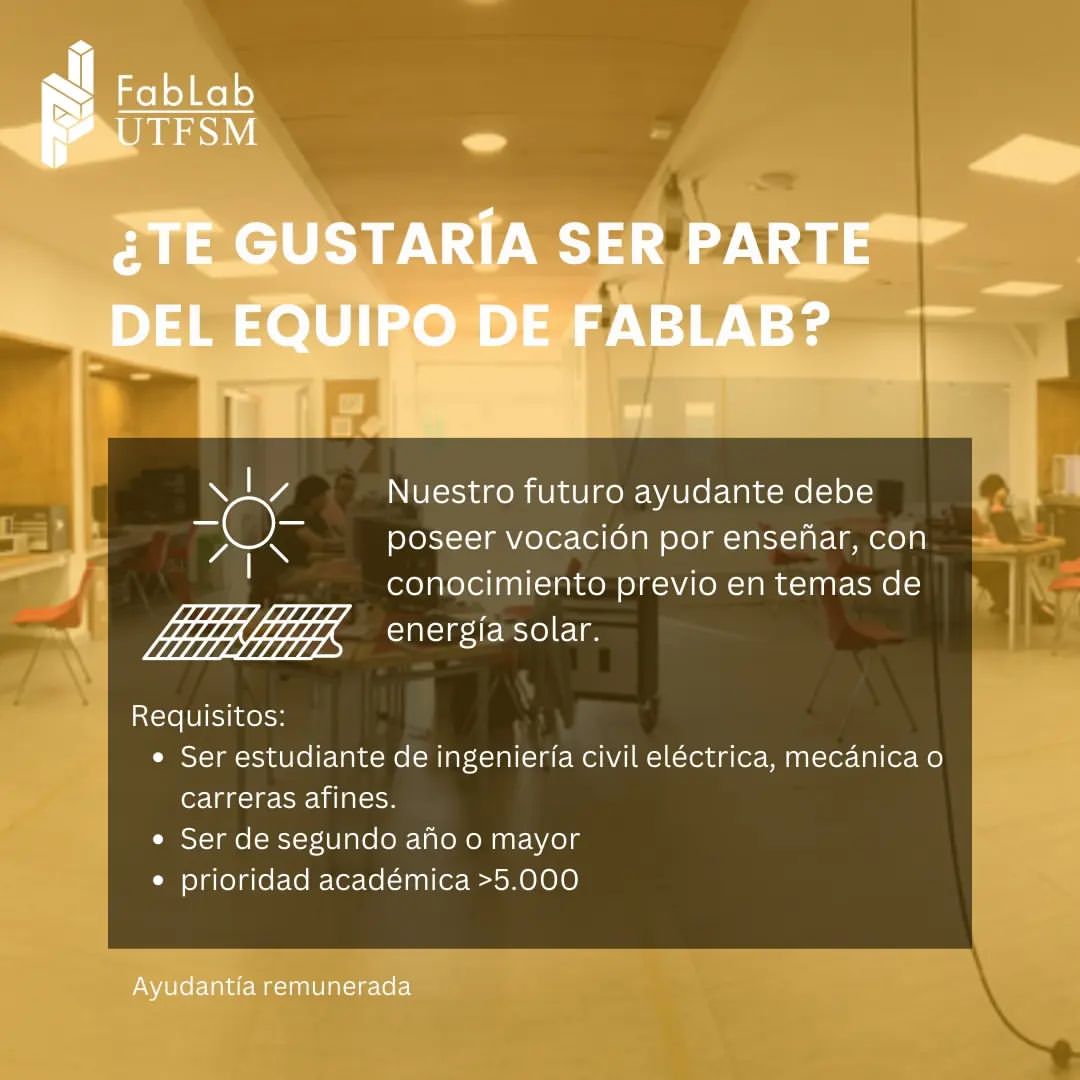 FabLab
UTFSM
¿TE GUSTARÍA SER PARTE
DEL EQUIPO DE FABLAB?
Nuestro futuro ayudante debe
poseer vocación por enseñar, con
conocimiento previo en temas de
energía solar.
Requisitos:
• Ser estudiante de ingeniería civil eléctrica, mecánica o
carreras afines.
• Ser de segundo año o mayor
• prioridad académica >5.000
Ayudantía remunerada